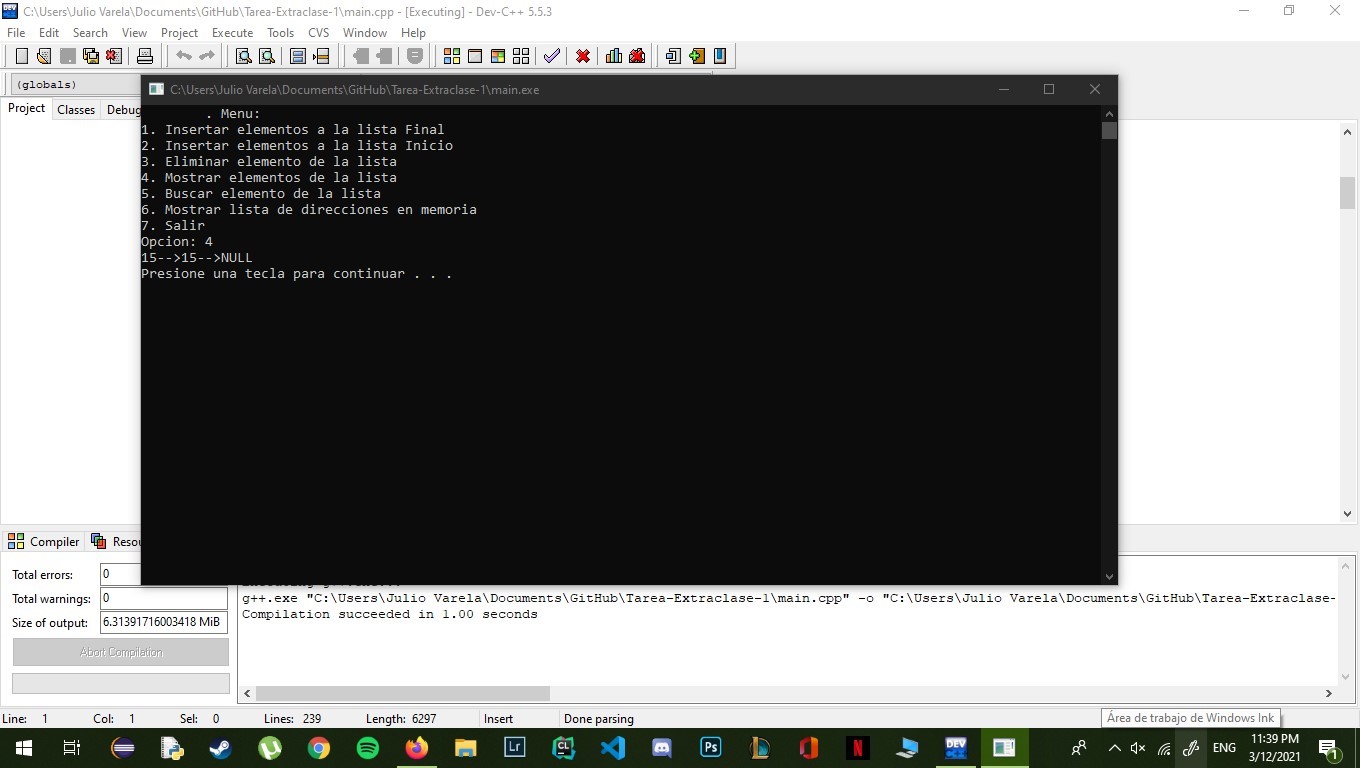 C:\Users\Julio Varela\Documents\GitHub\Tarea-Extraclase-1\main.cpp - [Executing] - Dev-C++ 5.5.3
File Edit Search View Project Execute Tools CVS Window Help
(globals)
Project Classes Debug
C:\Users\Julio Varela\Documents\GitHub\Tarea-Extraclase-1\main.exe
. Menu:
1. Insertar elementos a la lista Final
2. Insertar elementos a la lista Inicio
3. Eliminar elemento de la lista
4. Mostrar elementos de la lista
5. Buscar elemento de la lista
6. Mostrar lista de direcciones en memoria
7. Salir
Opcion: 4
15-->15-->NULL
Presione una tecla para continuar . . .
Compiler Resou
Total errors: 0
Total warnings: 0
Size of output: 6.31391716003418 MiB
Abort Compilation
g++.exe "C:\Users\Julio Varela\Documents\GitHub\Tarea-Extraclase-1\main.cpp" -o "C:\Users\Julio Varela\Documents\GitHub\Tarea-Extraclase-
Compilation succeeded in 1.00 seconds
Line: 1 Col: 1 Sel: 0 Lines: 239 Length: 6297 Insert Done parsing
Área de trabajo de Windows Ink
DEV
Lr
CL
Ps
N
DEV
ENG
11:39 PM
3/12/2021
1